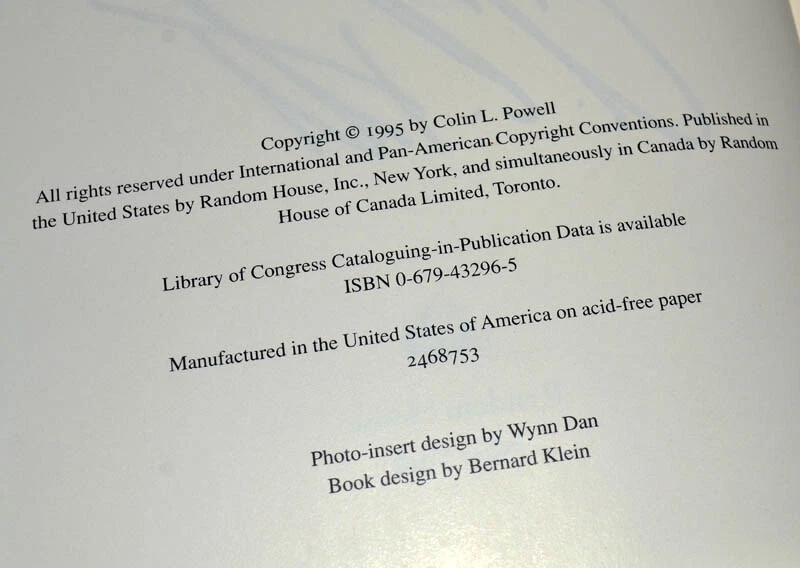 Copyright © 1995 by Colin L. Powell
All rights reserved under International and Pan-American Copyright Conventions. Published in
the United States by Random House, Inc., New York, and simultaneously in Canada by Random
House of Canada Limited, Toronto.
Library of Congress Cataloguing-in-Publication Data is available
ISBN 0-679-43296-5
Manufactured in the United States of America on acid-free paper
2468753
Photo-insert design by Wynn Dan
Book design by Bernard Klein